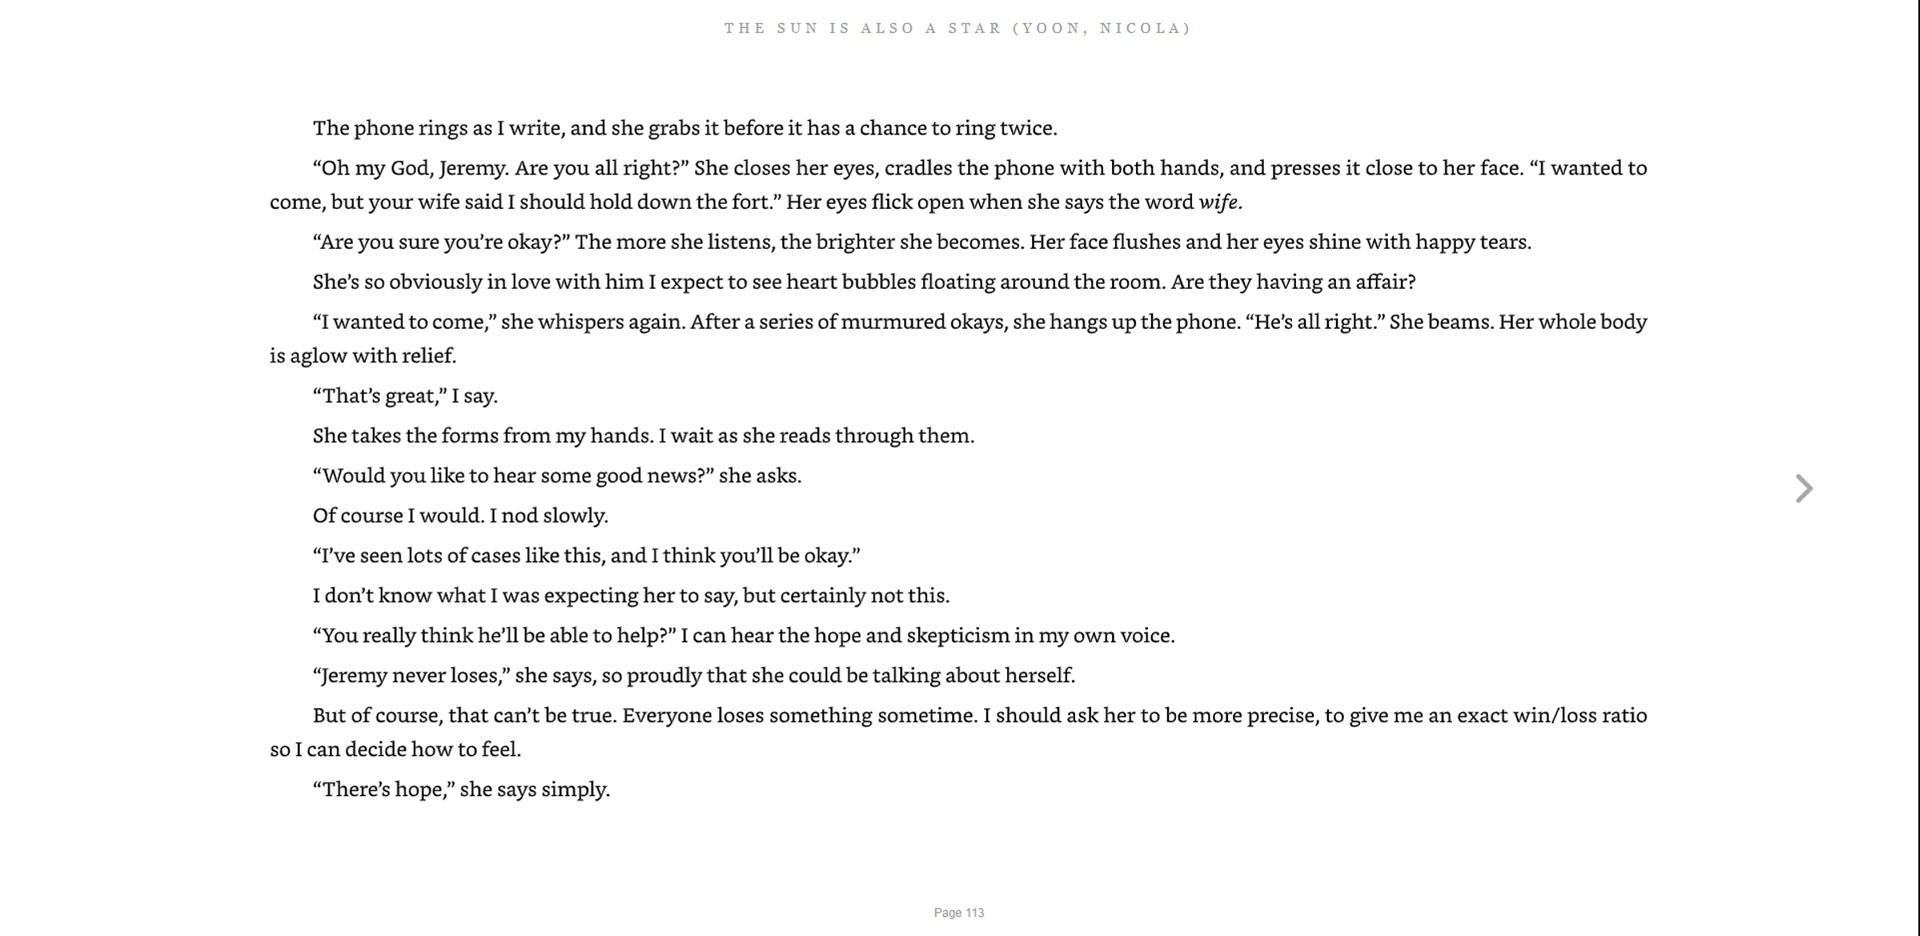 THE SUN IS ALSO A STAR (YOON, NICOLA)
The phone rings as I write, and she grabs it before it has a chance to ring twice.
“Oh my God, Jeremy. Are you all right?” She closes her eyes, cradles the phone with both hands, and presses it close to her face. “I wanted to
come, but your wife said I should hold down the fort.” Her eyes flick open when she says the word wife.
“Are you sure you’re okay?” The more she listens, the brighter she becomes. Her face flushes and her eyes shine with happy tears.
She’s so obviously in love with him I expect to see heart bubbles floating around the room. Are they having an affair?
“I wanted to come,” she whispers again. After a series of murmured okays, she hangs up the phone. “He’s all right.” She beams. Her whole body
is aglow with relief.
“That’s great,” I say.
She takes the forms from my hands. I wait as she reads through them.
“Would you like to hear some good news?” she asks.
Of course I would. I nod slowly.
“I’ve seen lots of cases like this, and I think you’ll be okay.”
I don’t know what I was expecting her to say, but certainly not this.
“You really think he’ll be able to help?” I can hear the hope and skepticism in my own voice.
“Jeremy never loses,” she says, so proudly that she could be talking about herself.
But of course, that can’t be true. Everyone loses something sometime. I should ask her to be more precise, to give me an exact win/loss ratio
so I can decide how to feel.
“There’s hope,” she says simply.
Page 113